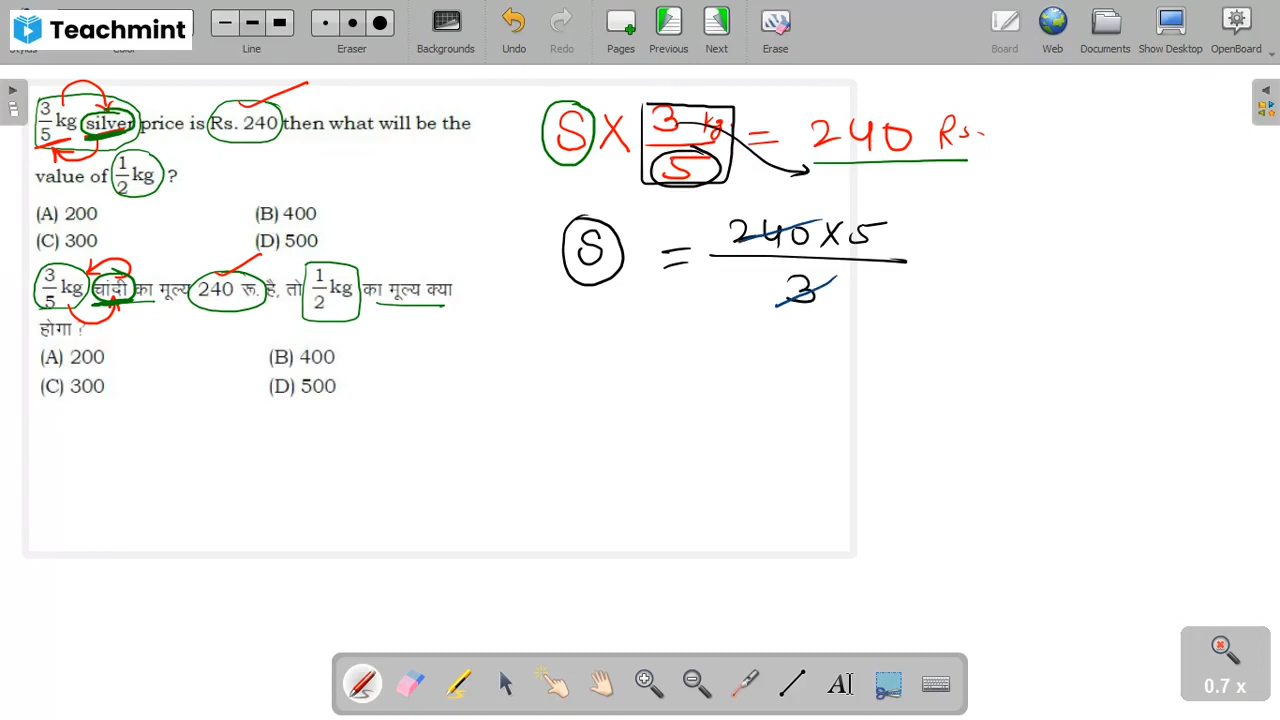 Teachmint
Line
Eraser
Backgrounds
Undo
Redo
Pages
Previous
Next
Erase
Board
Web
Documents
Show Desktop
OpenBoard
3/5 kg silver price is Rs. 240 then what will be the
value of 1/2 kg ?
(A) 200 (B) 400
(C) 300 (D) 500
3/5 kg चांदी का मूल्य 240 रू. है, तो 1/2 kg का मूल्य क्या
होगा ?
(A) 200 (B) 400
(C) 300 (D) 500
S X 3/5 kg = 240 Rs.
S = 240 X 5 / 3
0.7 x